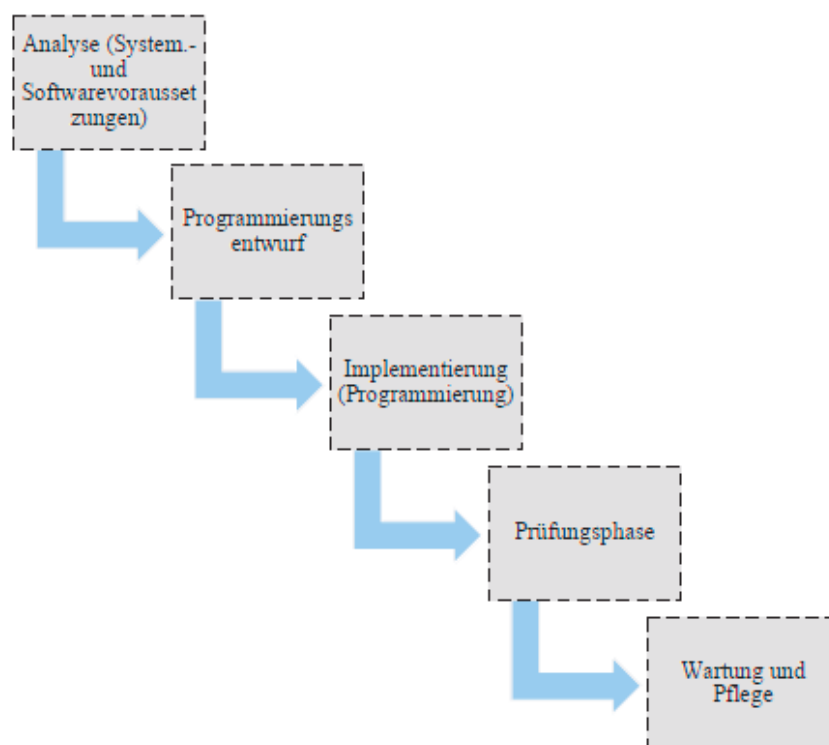 Analyse (System.-
und
Softwarevorausset
zungen)
Programmierungs
entwurf
Implementierung
(Programmierung)
Prüfungsphase
Wartung und
Pflege